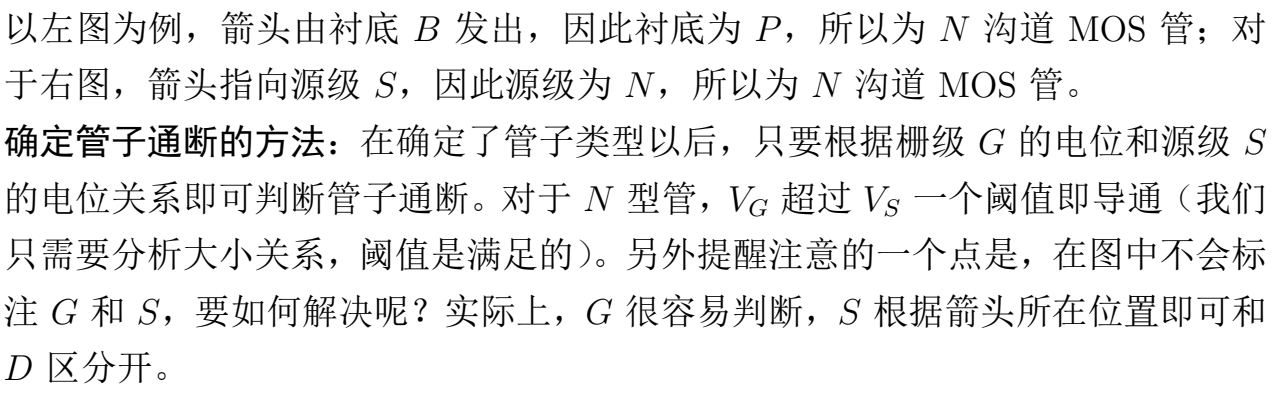 以左图为例，箭头由衬底 B 发出，因此衬底为 P，所以为 N 沟道 MOS 管；对
于右图，箭头指向源级 S，因此源级为 N，所以为 N 沟道 MOS 管。
确定管子通断的方法：在确定了管子类型以后，只要根据栅级 G 的电位和源级 S
的电位关系即可判断管子通断。对于 N 型管，V_G 超过 V_S 一个阈值即导通（我们
只需要分析大小关系，阈值是满足的）。另外提醒注意的一个点是，在图中不会标
注 G 和 S，要如何解决呢？实际上，G 很容易判断，S 根据箭头所在位置即可和
D 区分开。